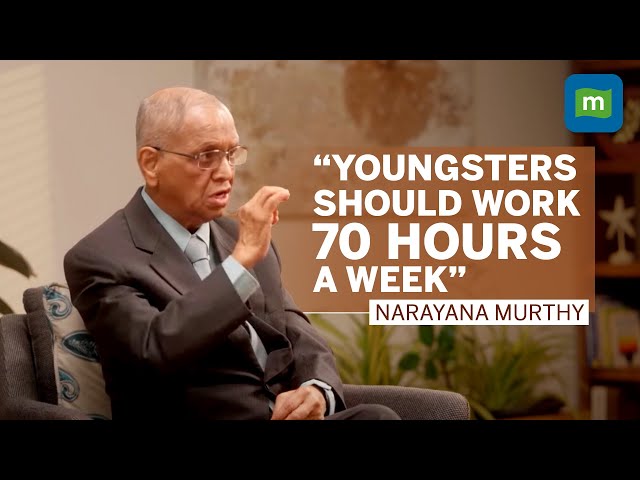 m
“YOUNGSTERS
SHOULD WORK
70 HOURS
A WEEK”
NARAYANA MURTHY